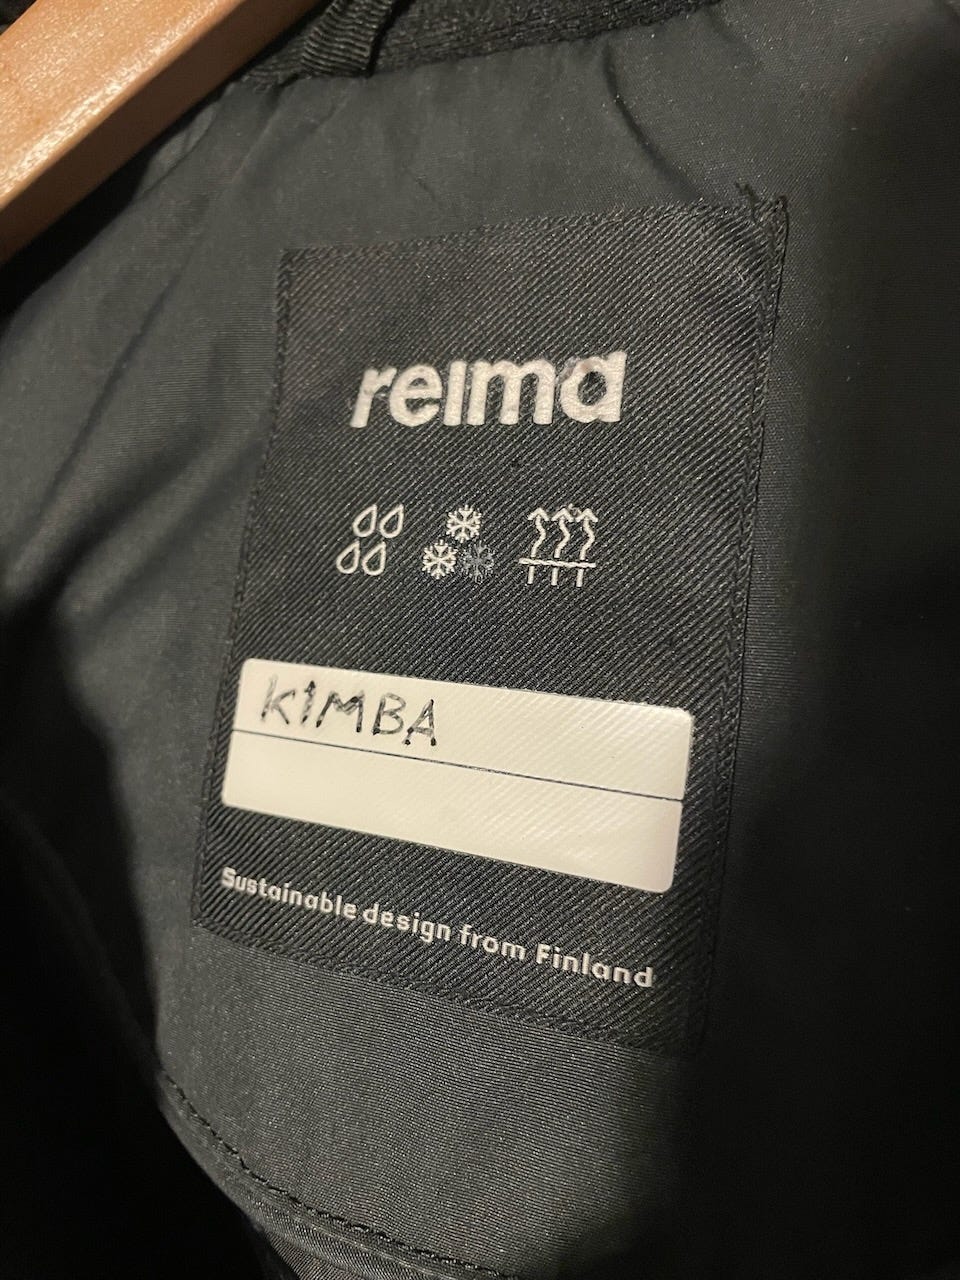 reima
KIMBA
Sustainable design from Finland